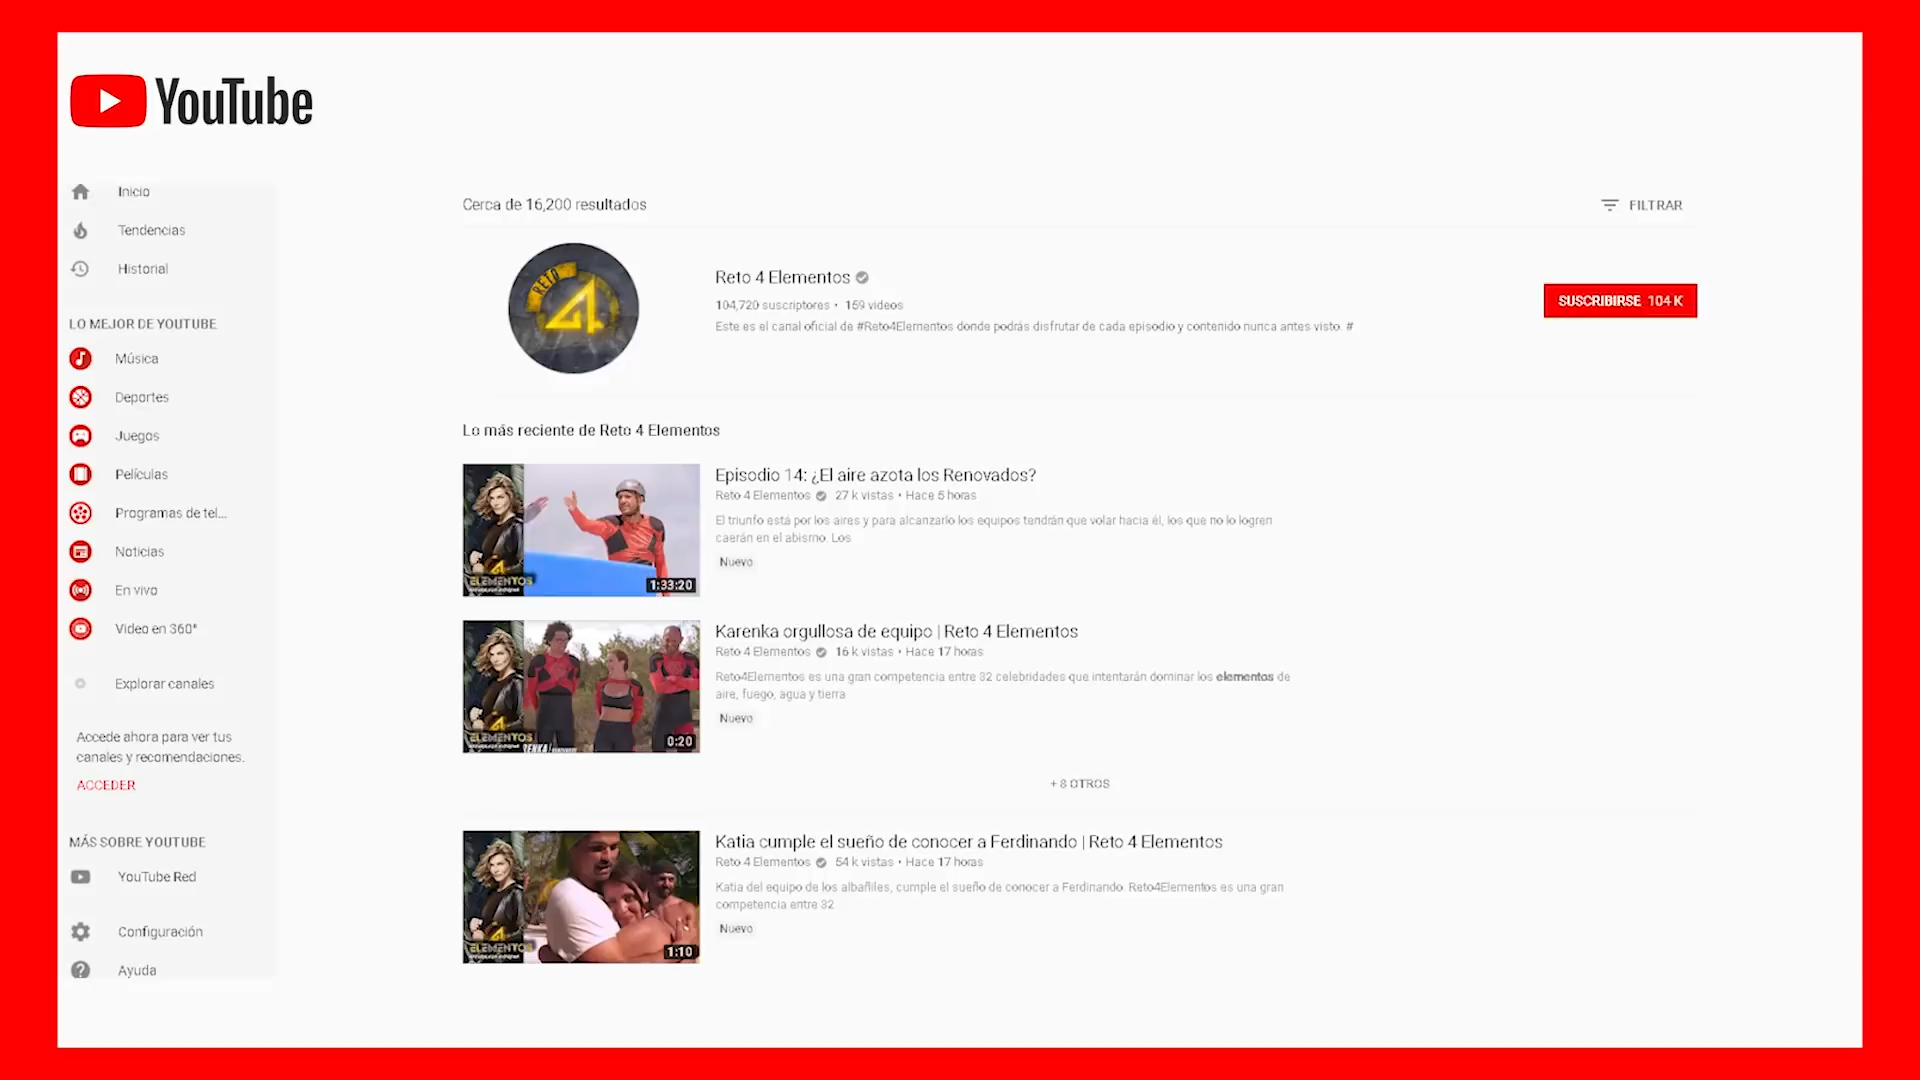 YouTube
Inicio
Tendencias
Historial
LO MEJOR DE YOUTUBE
Música
Deportes
Juegos
Películas
Programas de tel...
Noticias
En vivo
Video en 360°
Explorar canales
Accede ahora para ver tus
canales y recomendaciones.
ACCEDER
MÁS SOBRE YOUTUBE
YouTube Red
Configuración
Ayuda
Cerca de 16,200 resultados
FILTRAR
RETO 4
Reto 4 Elementos
104,720 suscriptores • 159 videos
Este es el canal oficial de #Reto4Elementos donde podrás disfrutar de cada episodio y contenido nunca antes visto. #
SUSCRIBIRSE 104 K
Lo más reciente de Reto 4 Elementos
4 ELEMENTOS
1:33:20
Episodio 14: ¿El aire azota los Renovados?
Reto 4 Elementos 27 k vistas • Hace 5 horas
El triunfo está por los aires y para alcanzarlo los equipos tendrán que volar hacia él, los que no lo logren
caerán en el abismo. Los
Nuevo
4 ELEMENTOS
0:20
Karenka orgullosa de equipo | Reto 4 Elementos
Reto 4 Elementos 16 k vistas • Hace 17 horas
Reto4Elementos es una gran competencia entre 32 celebridades que intentarán dominar los elementos de
aire, fuego, agua y tierra
Nuevo
+ 8 OTROS
4 ELEMENTOS
1:10
Katia cumple el sueño de conocer a Ferdinando | Reto 4 Elementos
Reto 4 Elementos 54 k vistas • Hace 17 horas
Katia del equipo de los albañiles, cumple el sueño de conocer a Ferdinando. Reto4Elementos es una gran
competencia entre 32
Nuevo